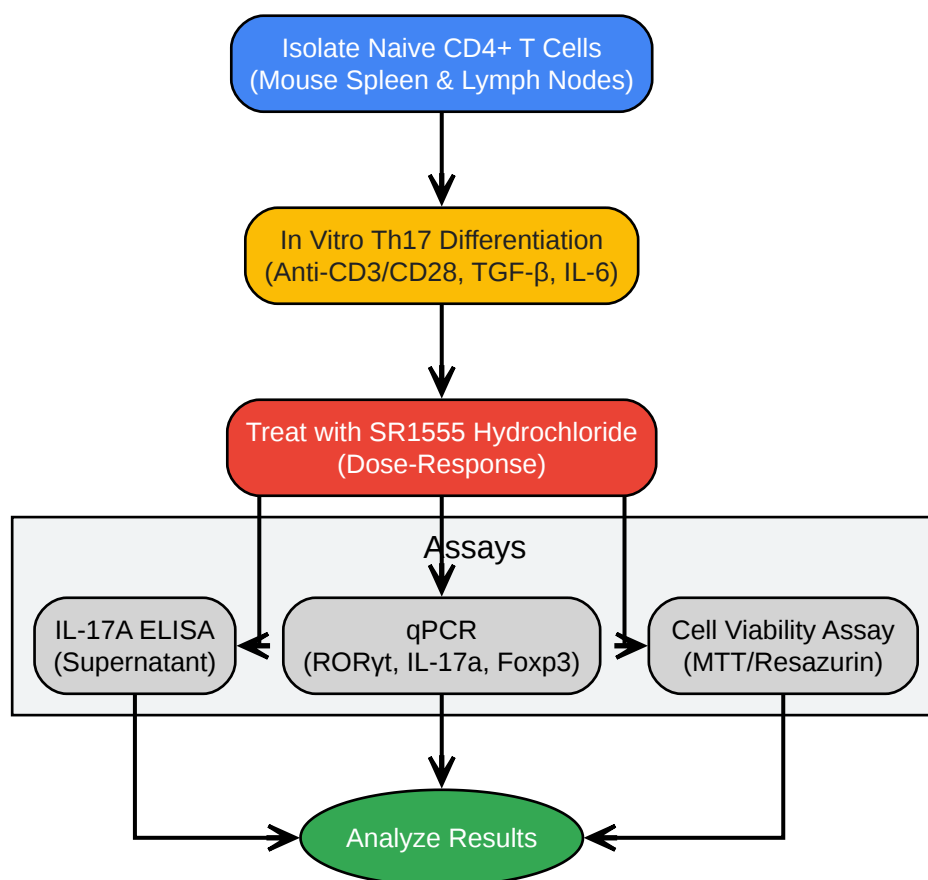 Isolate Naive CD4+ T Cells
(Mouse Spleen & Lymph Nodes)
In Vitro Th17 Differentiation
(Anti-CD3/CD28, TGF-β, IL-6)
Treat with SR1555 Hydrochloride
(Dose-Response)
Assays
IL-17A ELISA
(Supernatant)
qPCR
(RORγt, IL-17a, Foxp3)
Cell Viability Assay
(MTT/Resazurin)
Analyze Results